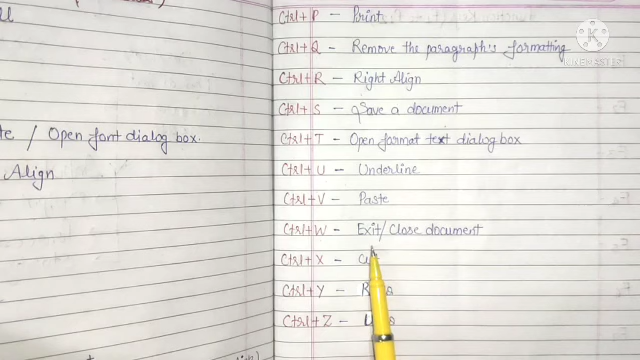 ll
te / Open font dialog box.
Align
Ctrl + P - Print
Ctrl + Q - Remove the paragraph's formatting
Ctrl + R - Right Align
Ctrl + S - Save a document
Ctrl + T - Open format text dialog box
Ctrl + U - Underline
Ctrl + V - Paste
Ctrl + W - Exit / Close document
Ctrl + X -
Ctrl + Y -
Ctrl + Z -
KINEMASTER